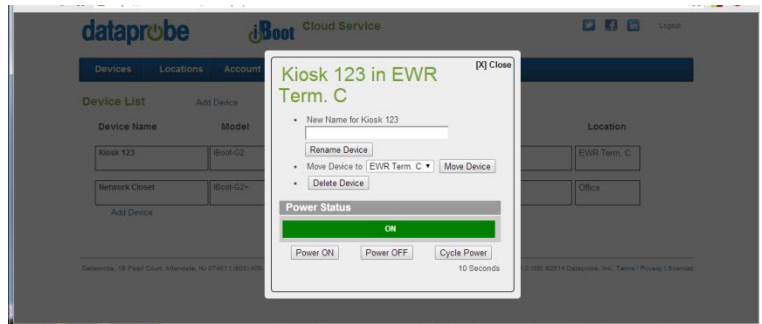 dataprobe iBoot Cloud Service Logout
Devices Locations Account
Device List Add Device
Device Name Model Location
Kiosk 123 iBoot-G2 EWR Term. C
Network Closet iBoot-G2+ Office
Add Device
[X] Close
Kiosk 123 in EWR
Term. C
New Name for Kiosk 123
Rename Device
Move Device to EWR Term. C Move Device
Delete Device
Power Status
ON
Power ON Power OFF Cycle Power
10 Seconds
©2014 Dataprobe, Inc. Terms | Privacy | Sitemap